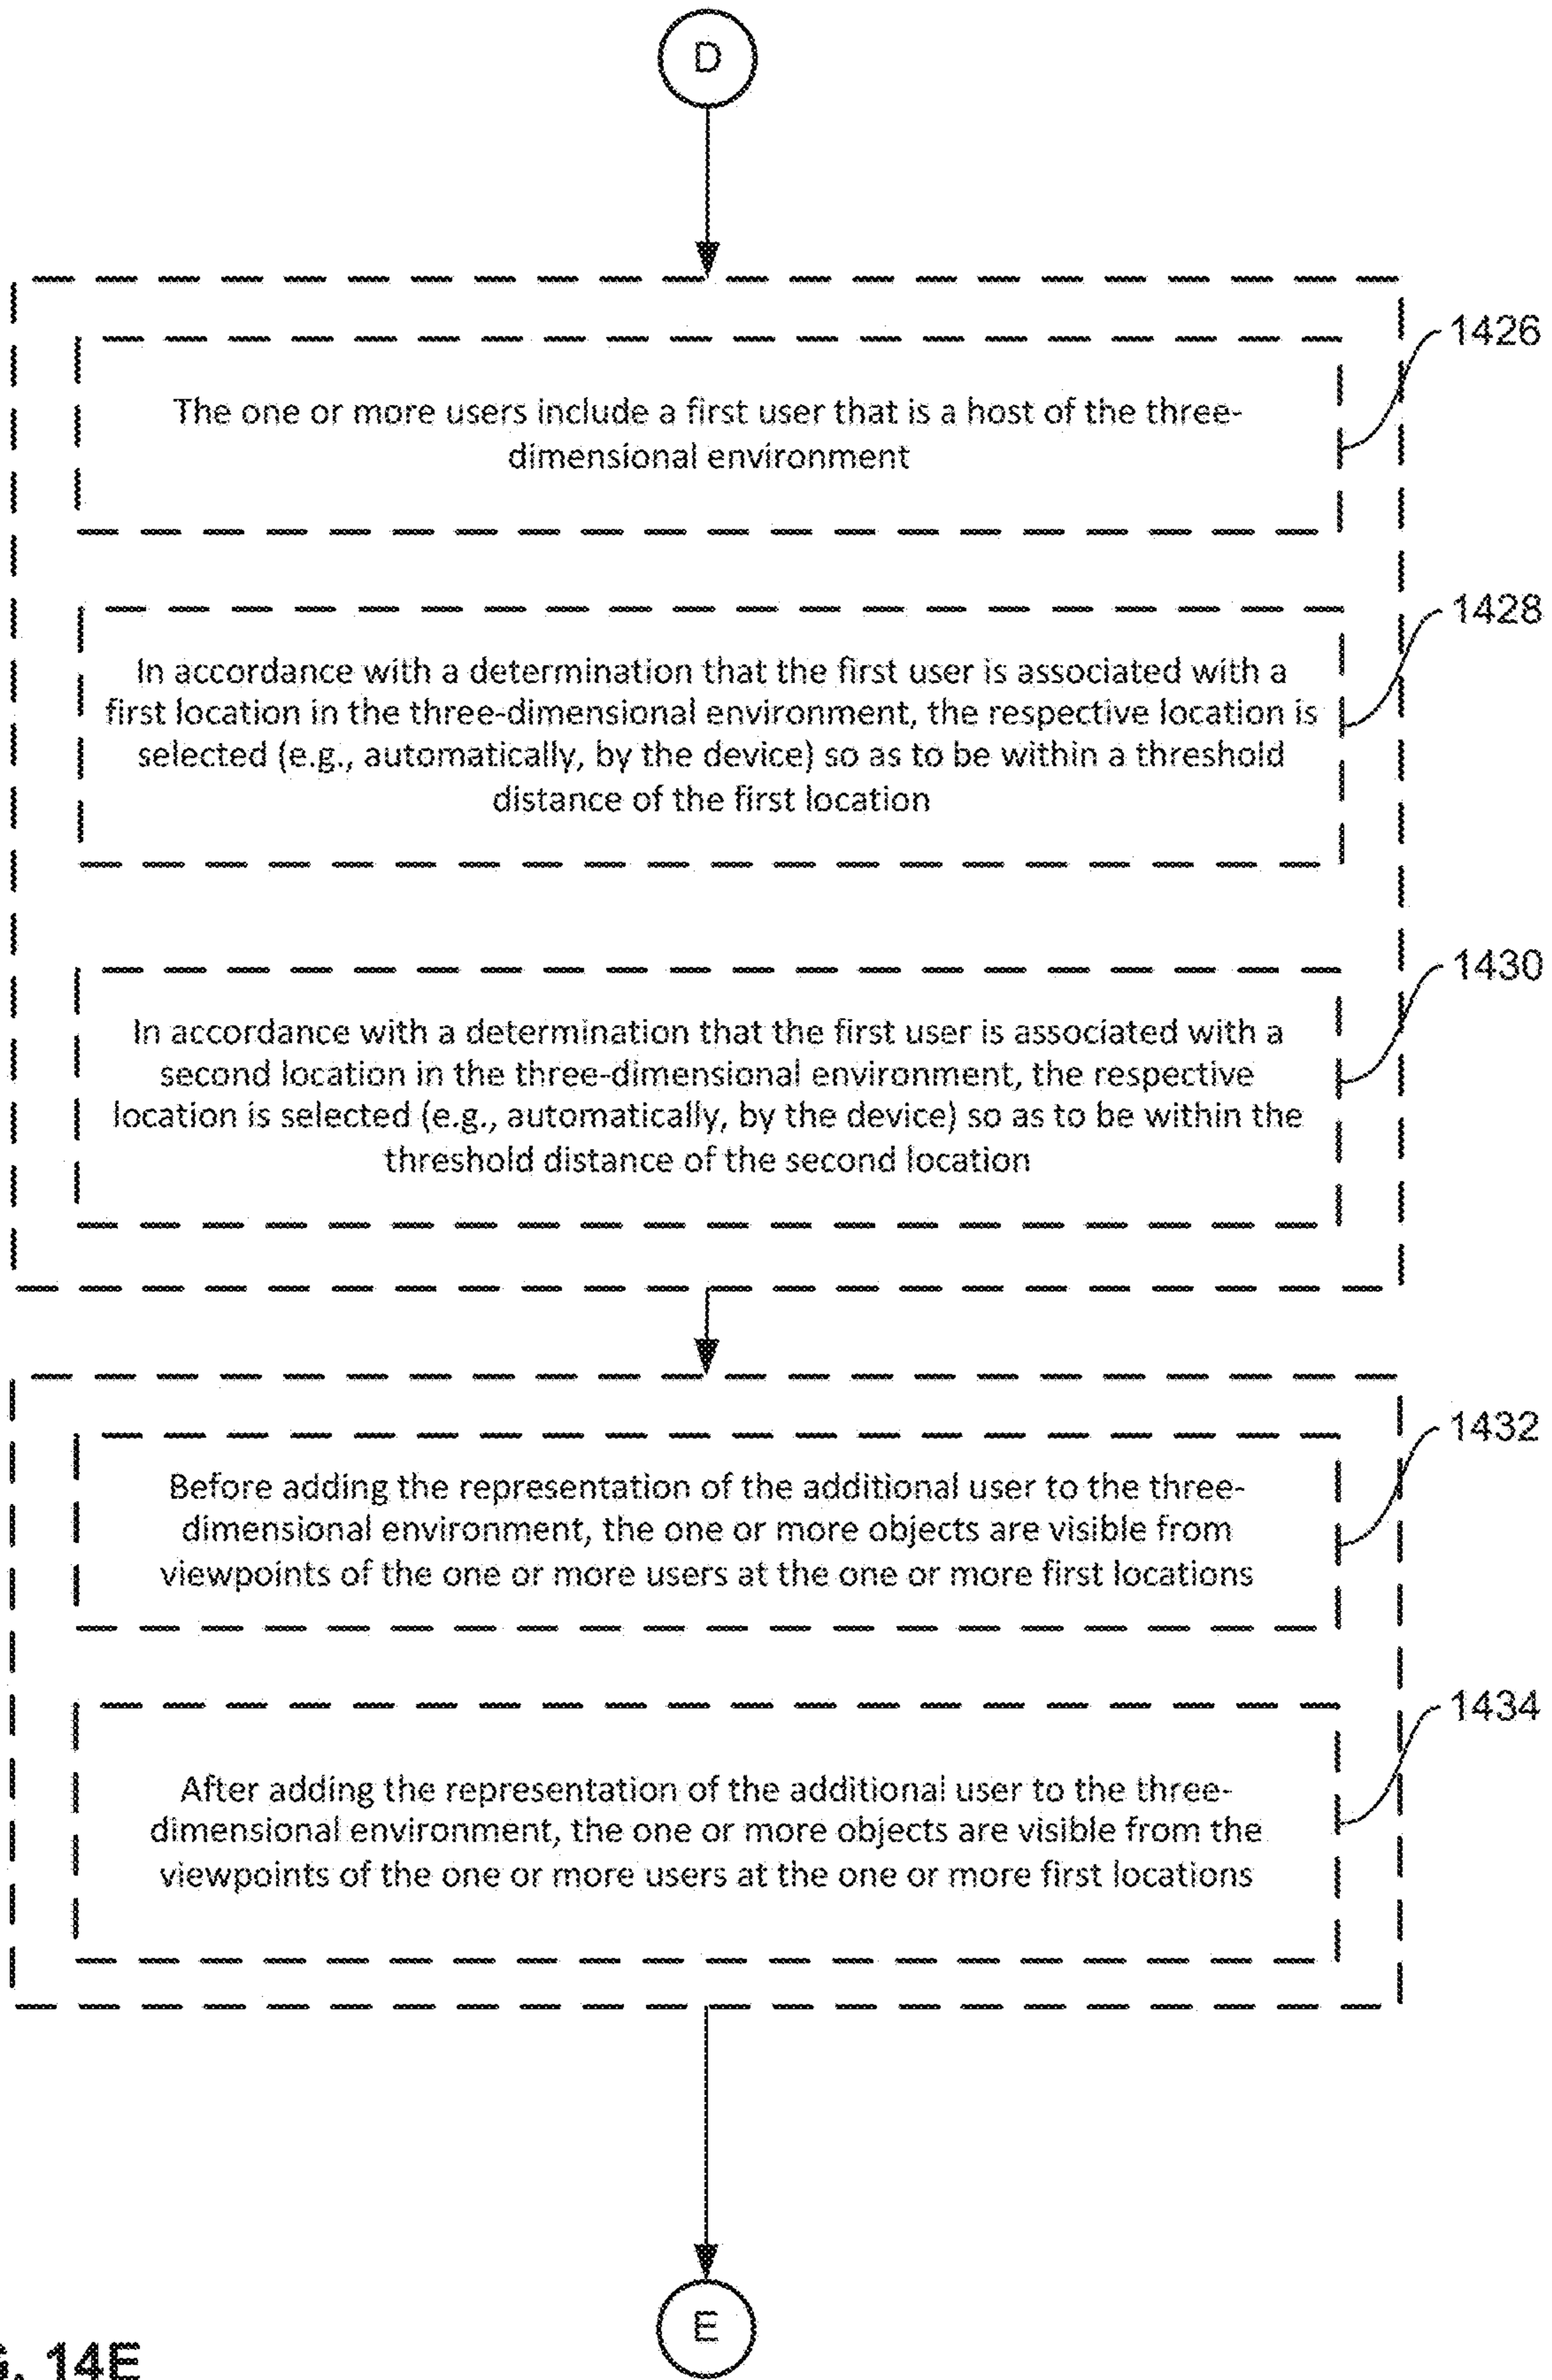 D
1426
The one or more users include a first user that is a host of the three-
dimensional environment
1428
In accordance with a determination that the first user is associated with a
first location in the three-dimensional environment, the respective location is
selected (e.g., automatically, by the device) so as to be within a threshold
distance of the first location
1430
In accordance with a determination that the first user is associated with a
second location in the three-dimensional environment, the respective
location is selected (e.g., automatically, by the device) so as to be within the
threshold distance of the second location
1432
Before adding the representation of the additional user to the three-
dimensional environment, the one or more objects are visible from
viewpoints of the one or more users at the one or more first locations
1434
After adding the representation of the additional user to the three-
dimensional environment, the one or more objects are visible from the
viewpoints of the one or more users at the one or more first locations
E
G. 14E